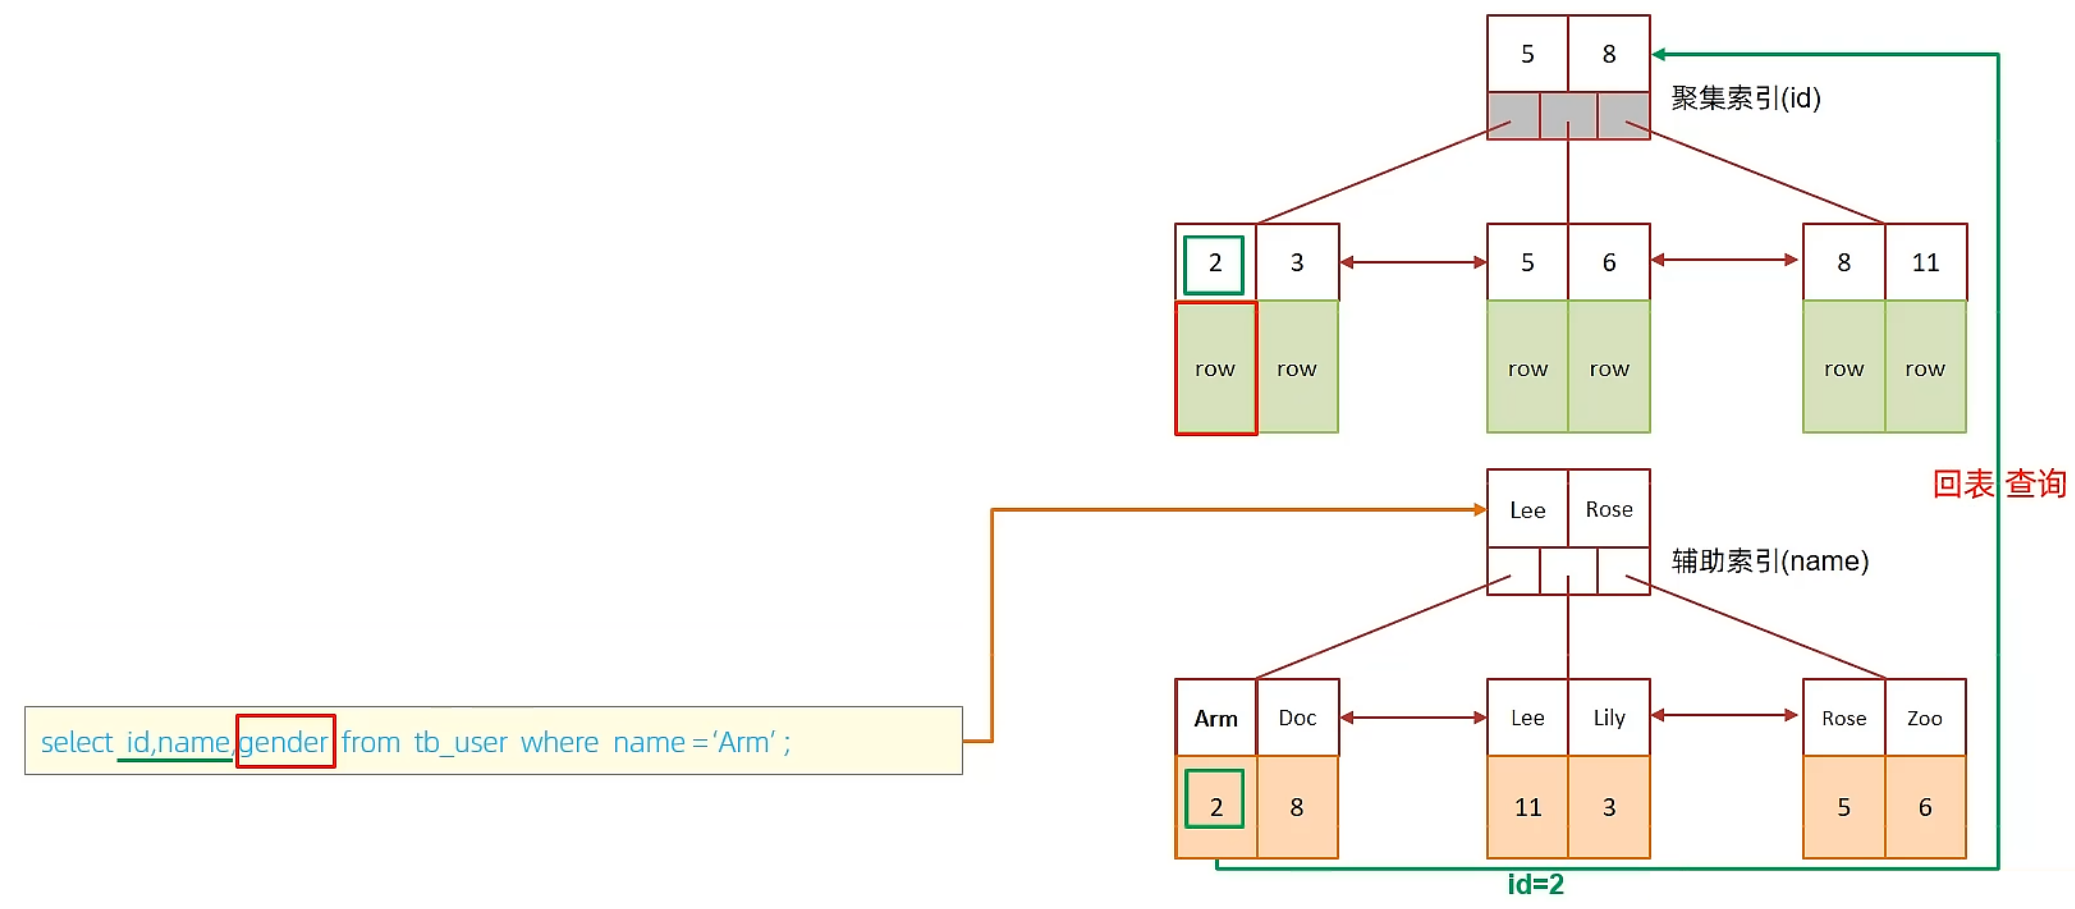 5 8
聚集索引(id)
2 3 5 6 8 11
row row row row row row
回表 查询
Lee Rose
辅助索引(name)
Arm Doc Lee Lily Rose Zoo
select id,name,gender from tb_user where name =‘Arm’ ;
2 8 11 3 5 6
id=2